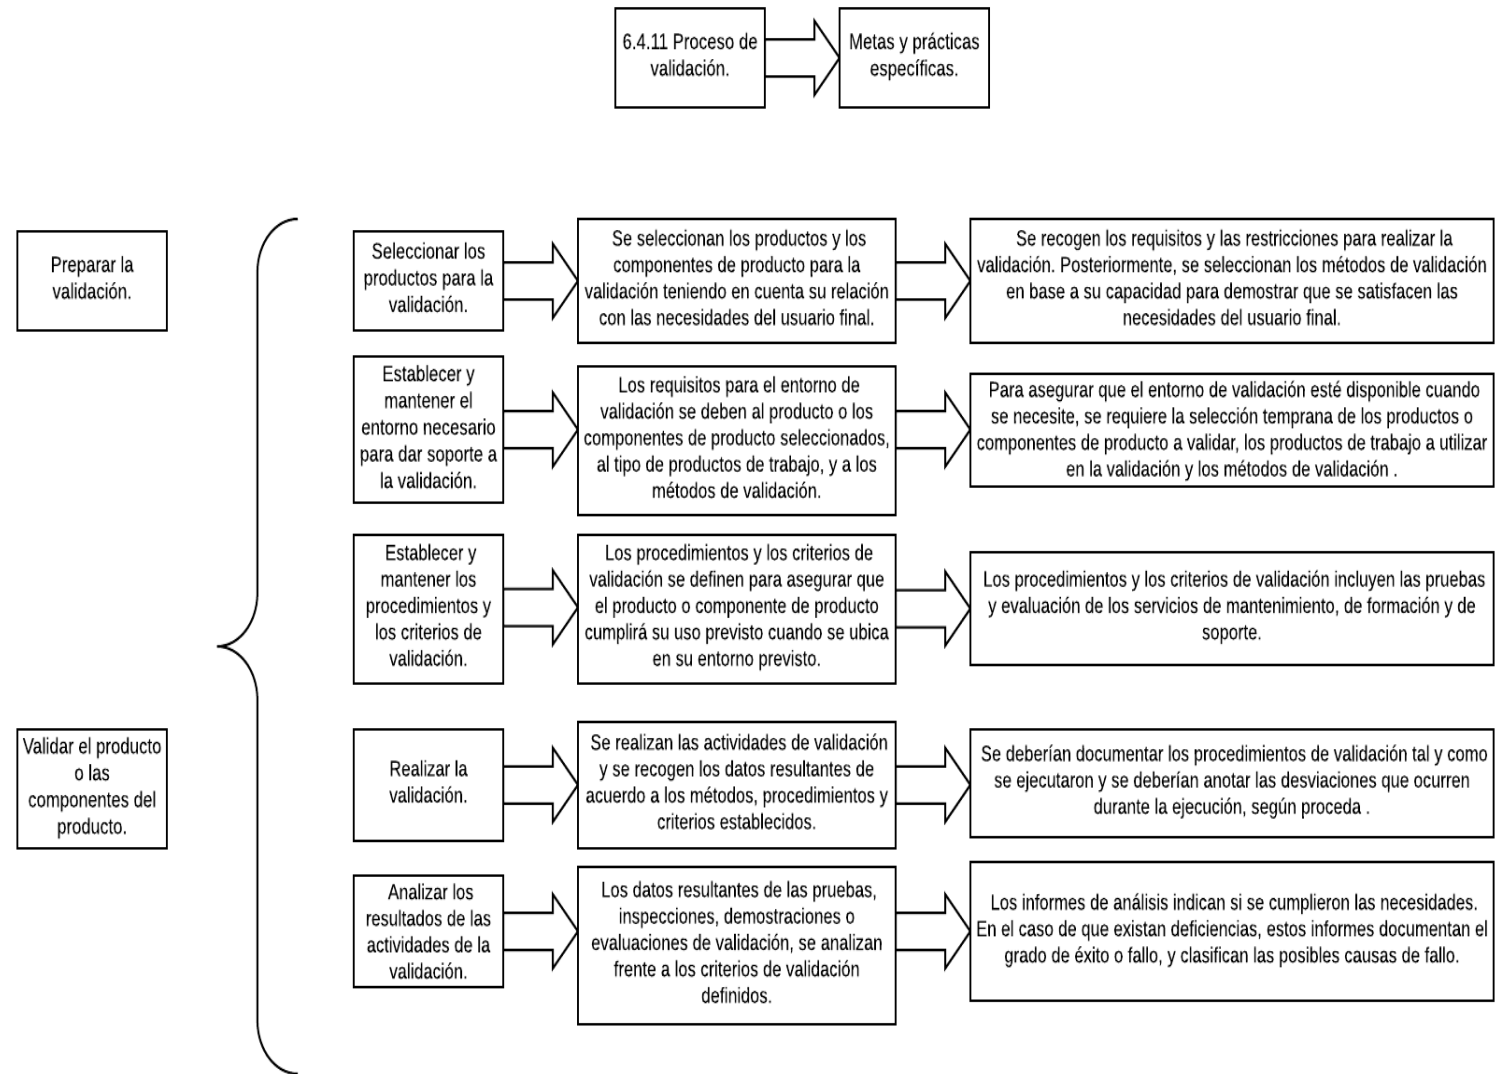 6.4.11 Proceso de
validación.
Metas y prácticas
específicas.
Preparar la
validación.
Seleccionar los
productos para la
validación.
Se seleccionan los productos y los
componentes de producto para la
validación teniendo en cuenta su relación
con las necesidades del usuario final.
Se recogen los requisitos y las restricciones para realizar la
validación. Posteriormente, se seleccionan los métodos de validación
en base a su capacidad para demostrar que se satisfacen las
necesidades del usuario final.
Establecer y
mantener el
entorno necesario
para dar soporte a
la validación.
Los requisitos para el entorno de
validación se deben al producto o los
componentes de producto seleccionados,
al tipo de productos de trabajo, y a los
métodos de validación.
Para asegurar que el entorno de validación esté disponible cuando
se necesite, se requiere la selección temprana de los productos o
componentes de producto a validar, los productos de trabajo a utilizar
en la validación y los métodos de validación .
Establecer y
mantener los
procedimientos y
los criterios de
validación.
Los procedimientos y los criterios de
validación se definen para asegurar que
el producto o componente de producto
cumplirá su uso previsto cuando se ubica
en su entorno previsto.
Los procedimientos y los criterios de validación incluyen las pruebas
y evaluación de los servicios de mantenimiento, de formación y de
soporte.
Validar el producto
o las
componentes del
producto.
Realizar la
validación.
Se realizan las actividades de validación
y se recogen los datos resultantes de
acuerdo a los métodos, procedimientos y
criterios establecidos.
Se deberían documentar los procedimientos de validación tal y como
se ejecutaron y se deberían anotar las desviaciones que ocurren
durante la ejecución, según proceda .
Analizar los
resultados de las
actividades de la
validación.
Los datos resultantes de las pruebas,
inspecciones, demostraciones o
evaluaciones de validación, se analizan
frente a los criterios de validación
definidos.
Los informes de análisis indican si se cumplieron las necesidades.
En el caso de que existan deficiencias, estos informes documentan el
grado de éxito o fallo, y clasifican las posibles causas de fallo.